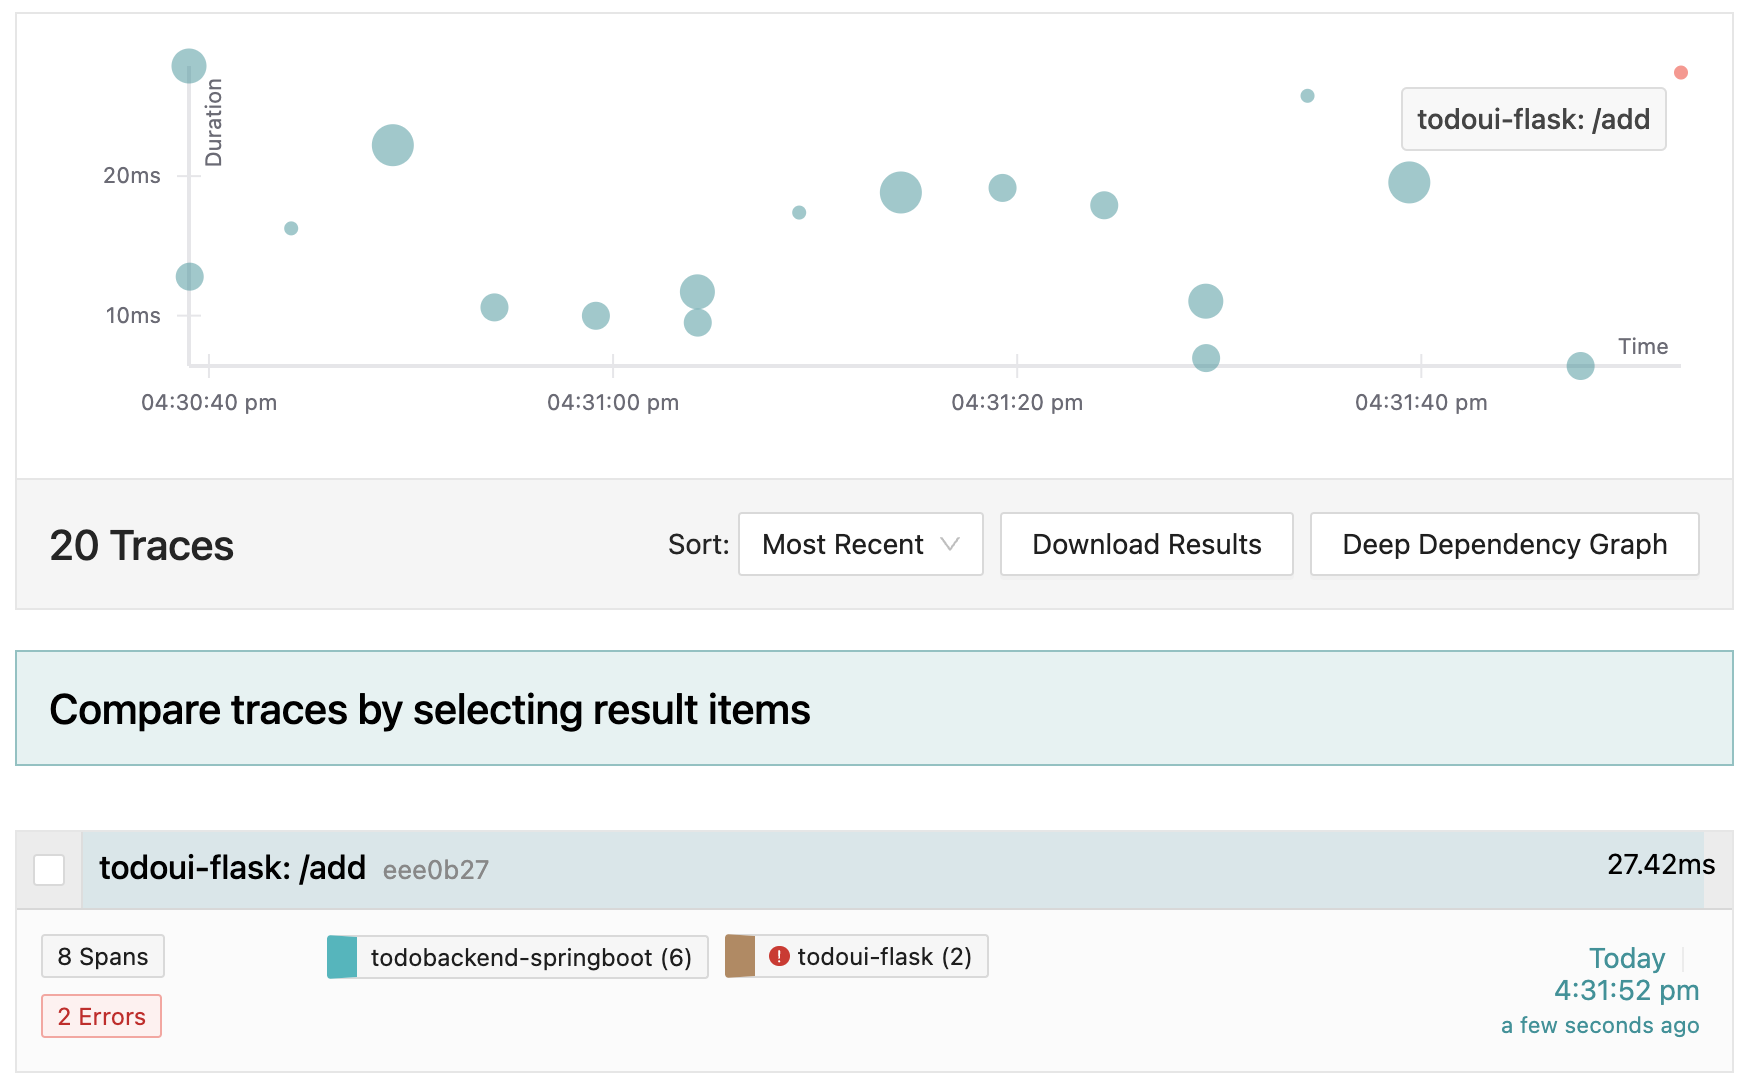 Duration
todoui-flask: /add
20ms
10ms
Time
04:30:40 pm
04:31:00 pm
04:31:20 pm
04:31:40 pm
20 Traces
Sort:
Most Recent
Download Results
Deep Dependency Graph
Compare traces by selecting result items
todoui-flask: /add eee0b27
27.42ms
8 Spans
todobackend-springboot (6)
todoui-flask (2)
Today
2 Errors
4:31:52 pm
a few seconds ago